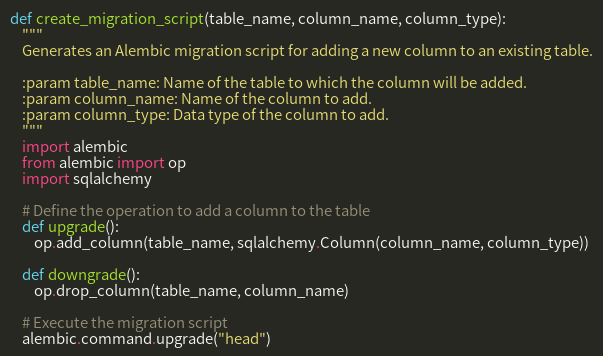 def create_migration_script(table_name, column_name, column_type):
    """
    Generates an Alembic migration script for adding a new column to an existing table.

    :param table_name: Name of the table to which the column will be added.
    :param column_name: Name of the column to add.
    :param column_type: Data type of the column to add.
    """
    import alembic
    from alembic import op
    import sqlalchemy

    # Define the operation to add a column to the table
    def upgrade():
        op.add_column(table_name, sqlalchemy.Column(column_name, column_type))

    def downgrade():
        op.drop_column(table_name, column_name)

    # Execute the migration script
    alembic.command.upgrade("head")